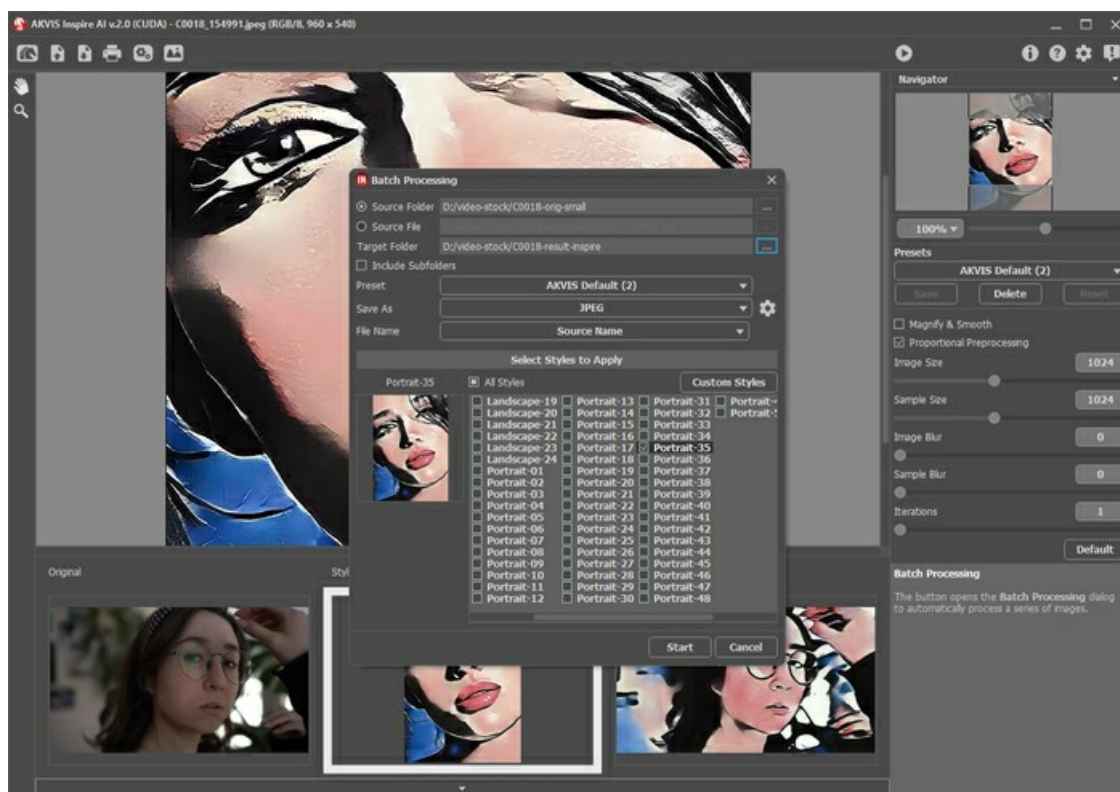 AKVIS Inspire AI v.2.0 (CUDA) - C0018_154991.jpeg (RGB/8, 960 x 540)
Navigator
100%
Presets
AKVIS Default (2)
Save
Delete
Reset
Magnify & Smooth
Proportional Preprocessing
Image Size
1024
Sample Size
1024
Image Blur
0
Sample Blur
0
Iterations
1
Default
Batch Processing
The button opens the Batch Processing dialog
to automatically process a series of images.
IN Batch Processing
Source Folder D:/video-stock/C0018-orig-small ...
Source File
Target Folder D:/video-stock/C0018-result-inspire ...
Include Subfolders
Preset AKVIS Default (2)
Save As JPEG
File Name Source Name
Select Styles to Apply
Portrait-35
All Styles
Custom Styles
Landscape-19 Portrait-13 Portrait-31 Portrait-
Landscape-20 Portrait-14 Portrait-32 Portrait-
Landscape-21 Portrait-15 Portrait-33
Landscape-22 Portrait-16 Portrait-34
Landscape-23 Portrait-17 Portrait-35
Landscape-24 Portrait-18 Portrait-36
Portrait-01 Portrait-19 Portrait-37
Portrait-02 Portrait-20 Portrait-38
Portrait-03 Portrait-21 Portrait-39
Portrait-04 Portrait-22 Portrait-40
Portrait-05 Portrait-23 Portrait-41
Portrait-06 Portrait-24 Portrait-42
Portrait-07 Portrait-25 Portrait-43
Portrait-08 Portrait-26 Portrait-44
Portrait-09 Portrait-27 Portrait-45
Portrait-10 Portrait-28 Portrait-46
Portrait-11 Portrait-29 Portrait-47
Portrait-12 Portrait-30 Portrait-48
Start
Cancel
Original
Styl